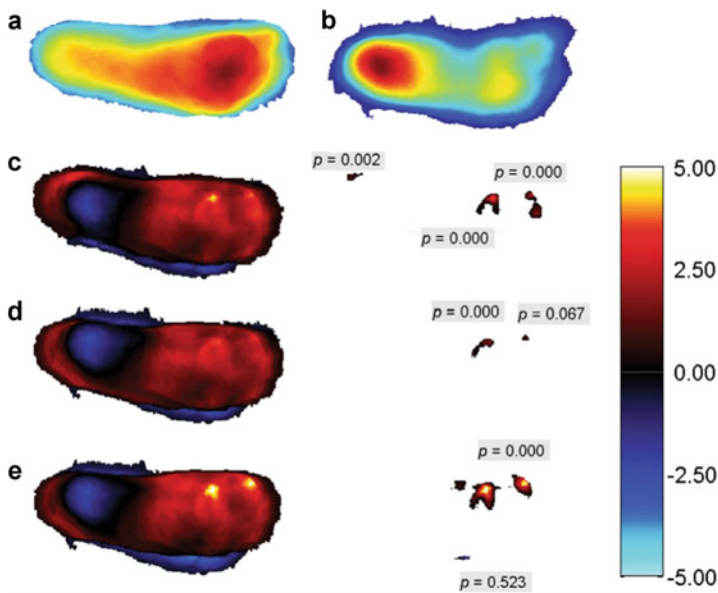 a
b
c
p = 0.002
p = 0.000
p = 0.000
d
p = 0.000
p = 0.067
e
p = 0.000
p = 0.523
5.00
2.50
0.00
-2.50
-5.00